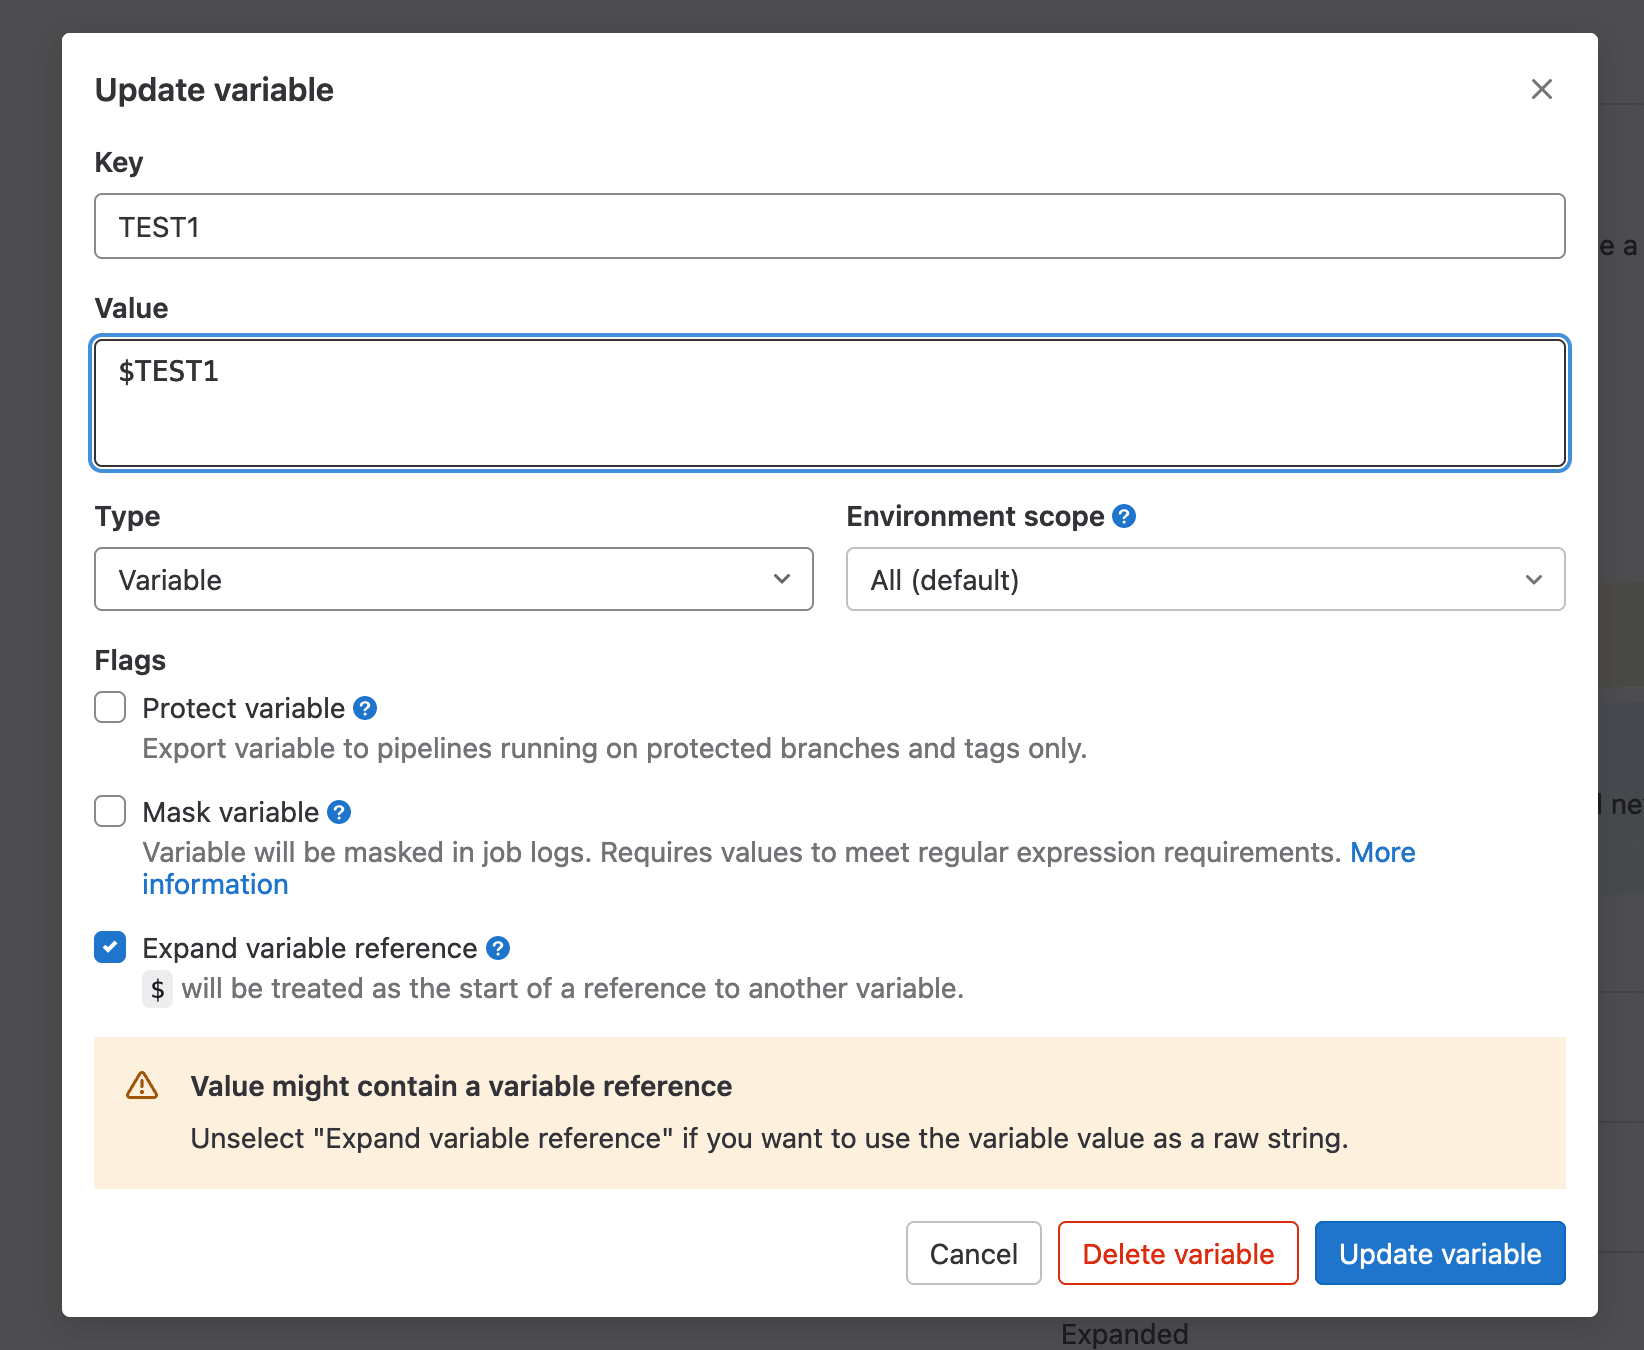 Update variable
Key
TEST1
Value
$TEST1
Type
Environment scope ?
Variable
All (default)
Flags
Protect variable ?
Export variable to pipelines running on protected branches and tags only.
Mask variable ?
Variable will be masked in job logs. Requires values to meet regular expression requirements. More
information
Expand variable reference ?
$ will be treated as the start of a reference to another variable.
Value might contain a variable reference
Unselect "Expand variable reference" if you want to use the variable value as a raw string.
Cancel
Delete variable
Update variable
Expanded